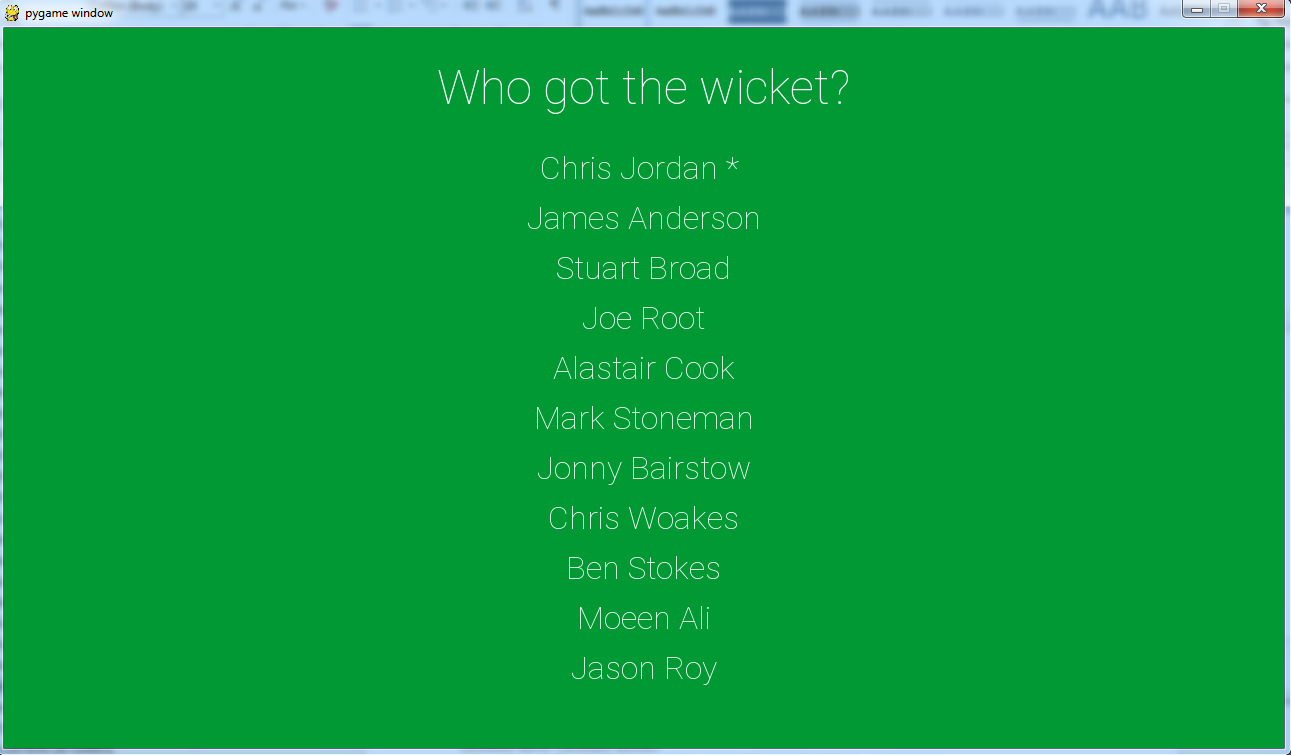 pygame window
Who got the wicket?
Chris Jordan *
James Anderson
Stuart Broad
Joe Root
Alastair Cook
Mark Stoneman
Jonny Bairstow
Chris Woakes
Ben Stokes
Moeen Ali
Jason Roy